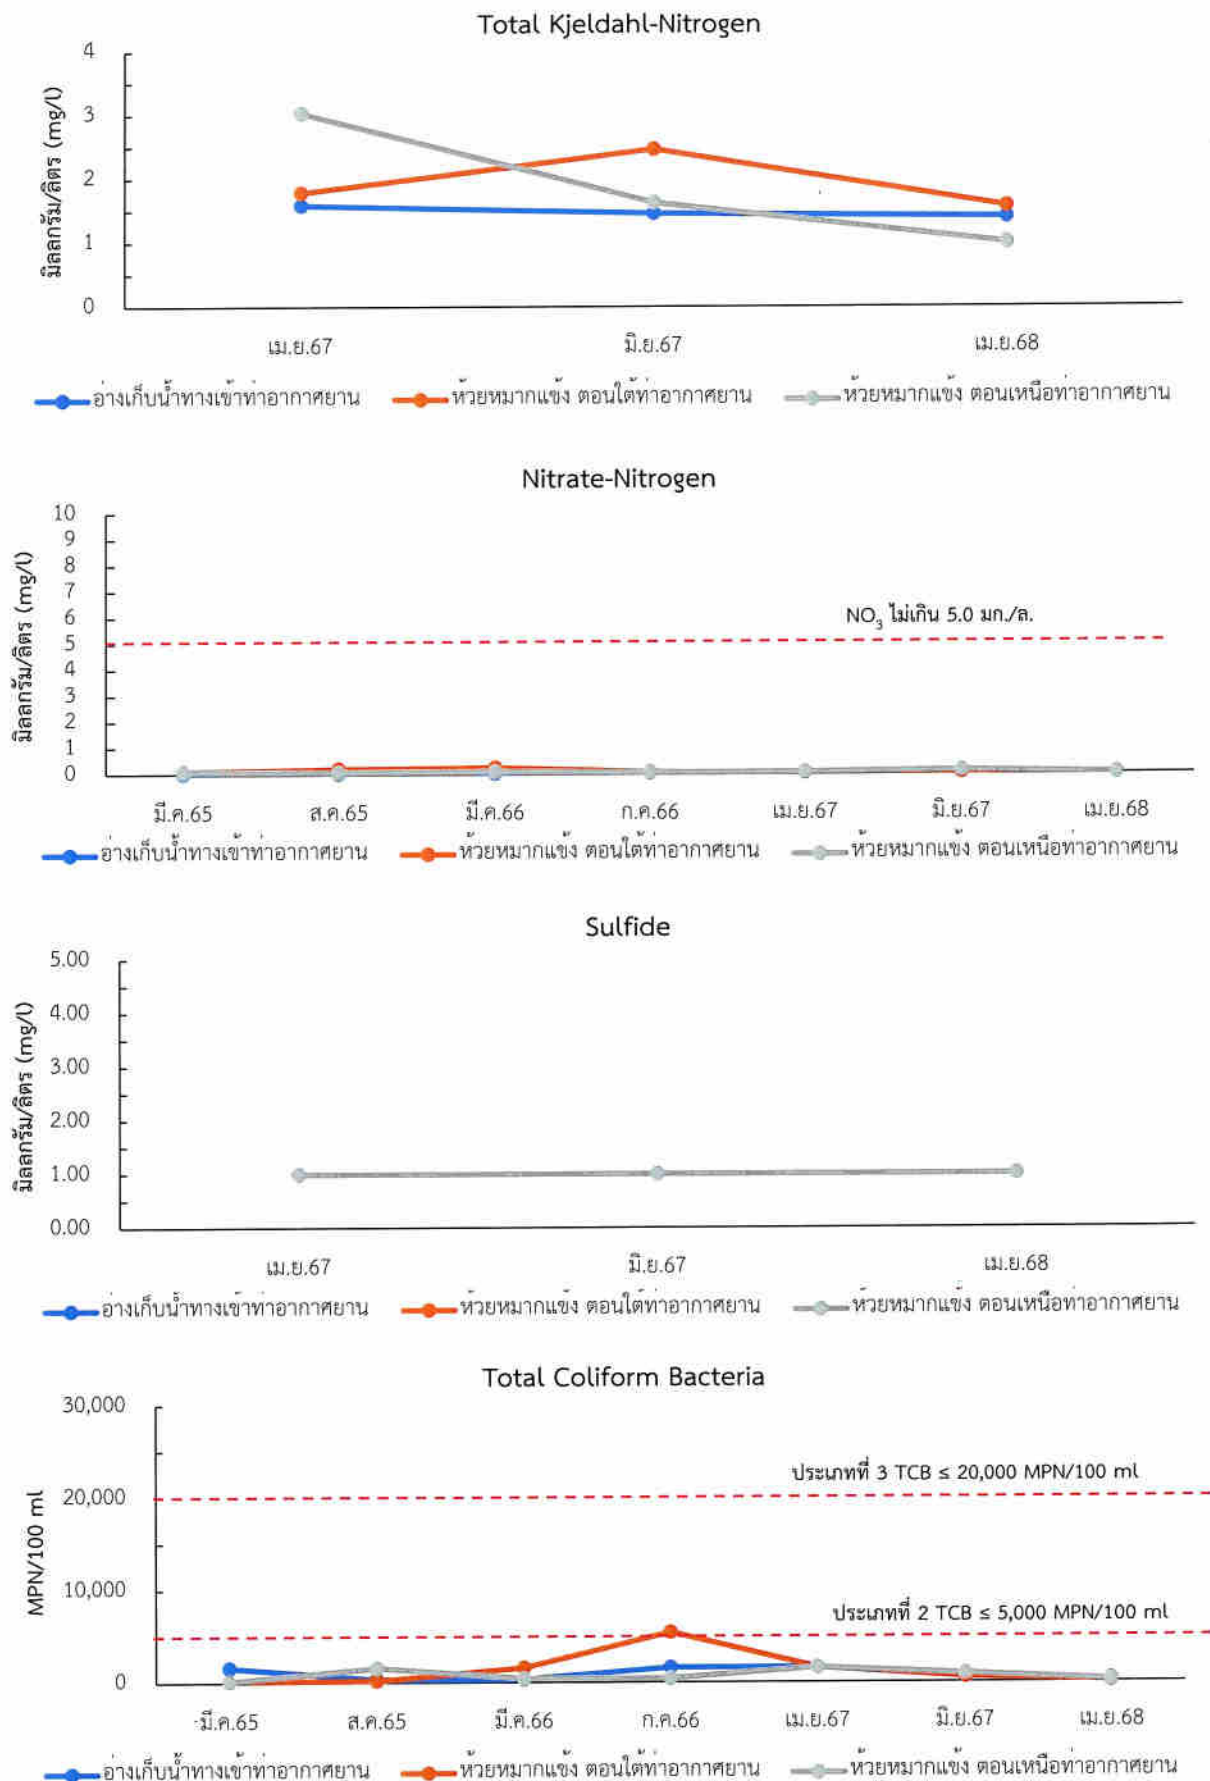 Total Kjeldahl-Nitrogen
มิลลิกรัม/ลิตร (mg/l)
4
3
2
1
0
เม.ย.67 มิ.ย.67 เม.ย.68
อ่างเก็บน้ำทางเข้าท่าอากาศยาน ห้วยหมากแข้ง ตอนใต้ท่าอากาศยาน ห้วยหมากแข้ง ตอนเหนือท่าอากาศยาน
Nitrate-Nitrogen
มิลลิกรัม/ลิตร (mg/l)
10
9
8
7
6
5
4
3
2
1
0
NO₃ ไม่เกิน 5.0 มก./ล.
มี.ค.65 ส.ค.65 มี.ค.66 ก.ค.66 เม.ย.67 มิ.ย.67 เม.ย.68
อ่างเก็บน้ำทางเข้าท่าอากาศยาน ห้วยหมากแข้ง ตอนใต้ท่าอากาศยาน ห้วยหมากแข้ง ตอนเหนือท่าอากาศยาน
Sulfide
มิลลิกรัม/ลิตร (mg/l)
5.00
4.00
3.00
2.00
1.00
0.00
เม.ย.67 มิ.ย.67 เม.ย.68
อ่างเก็บน้ำทางเข้าท่าอากาศยาน ห้วยหมากแข้ง ตอนใต้ท่าอากาศยาน ห้วยหมากแข้ง ตอนเหนือท่าอากาศยาน
Total Coliform Bacteria
MPN/100 ml
30,000
20,000
10,000
0
ประเภทที่ 3 TCB ≤ 20,000 MPN/100 ml
ประเภทที่ 2 TCB ≤ 5,000 MPN/100 ml
มี.ค.65 ส.ค.65 มี.ค.66 ก.ค.66 เม.ย.67 มิ.ย.67 เม.ย.68
อ่างเก็บน้ำทางเข้าท่าอากาศยาน ห้วยหมากแข้ง ตอนใต้ท่าอากาศยาน ห้วยหมากแข้ง ตอนเหนือท่าอากาศยาน